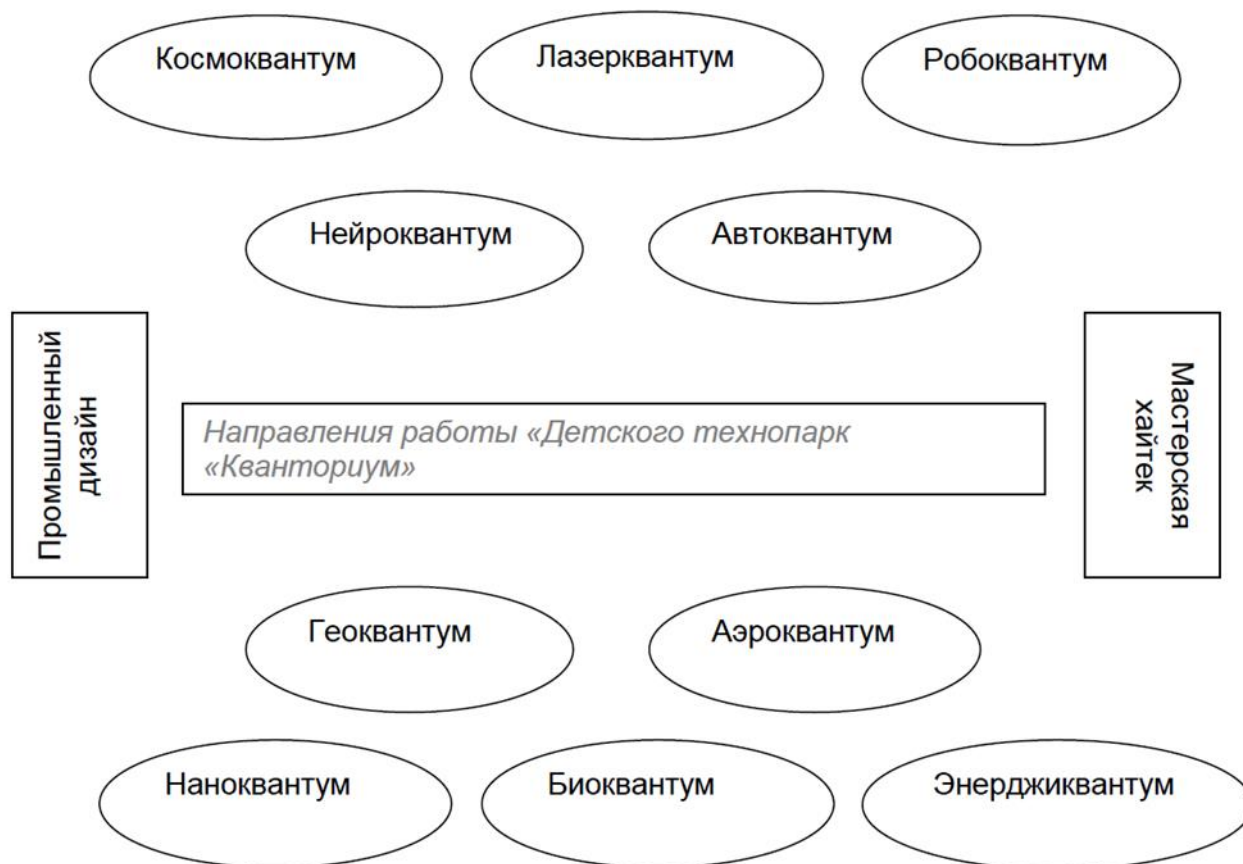 Космоквантум
Лазерквантум
Робоквантум
Нейроквантум
Автоквантум
Промышленный
дизайн
Направления работы «Детского технопарк
«Кванториум»
Мастерская
хайтек
Геоквантум
Аэроквантум
Наноквантум
Биоквантум
Энерджиквантум